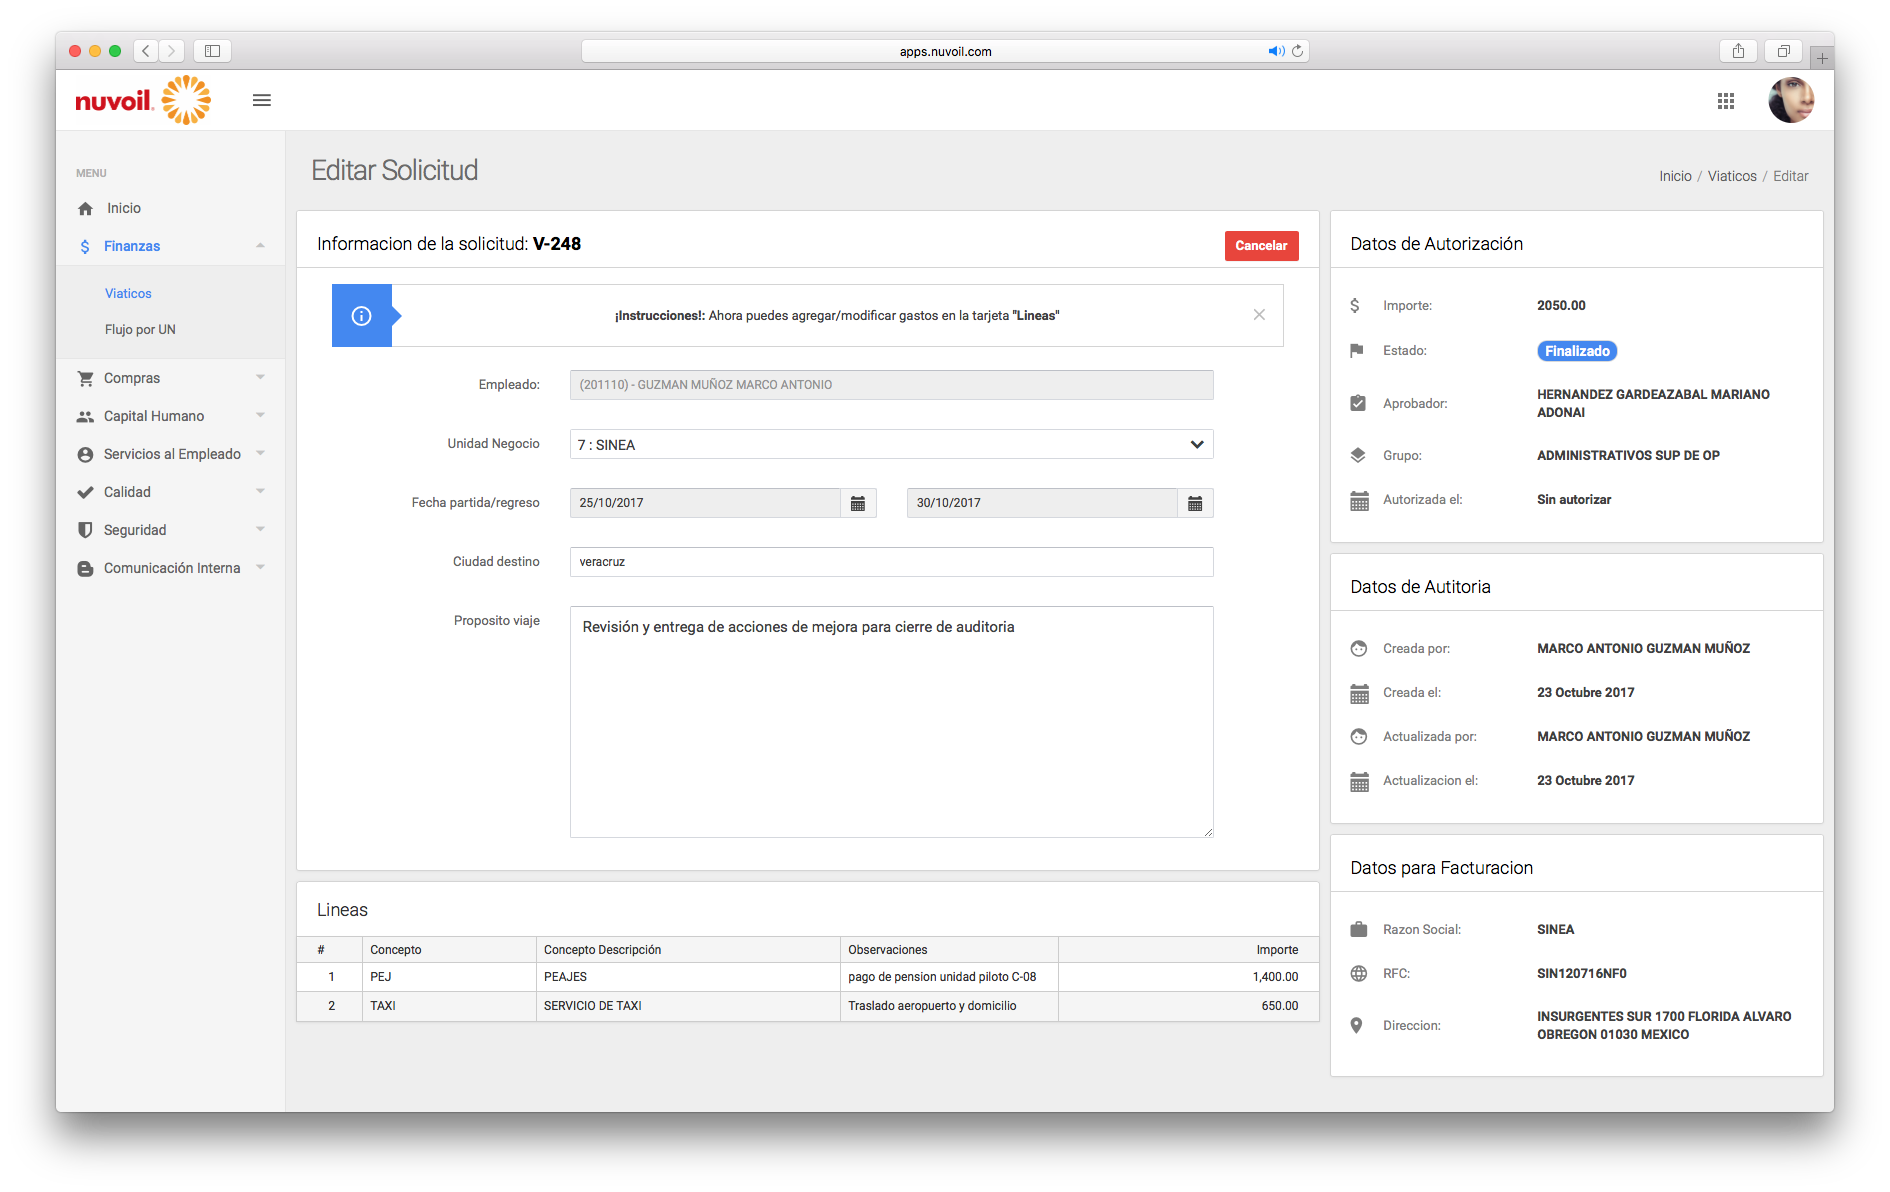 apps.nuvoil.com
nuvoil.
MENU
Inicio
Finanzas
Viaticos
Flujo por UN
Compras
Capital Humano
Servicios al Empleado
Calidad
Seguridad
Comunicación Interna
Editar Solicitud
Inicio / Viaticos / Editar
Informacion de la solicitud: V-248
Cancelar
¡Instrucciones!: Ahora puedes agregar/modificar gastos en la tarjeta "Lineas"
Empleado: (201110) - GUZMAN MUÑOZ MARCO ANTONIO
Unidad Negocio 7 : SINEA
Fecha partida/regreso 25/10/2017 30/10/2017
Ciudad destino veracruz
Proposito viaje Revisión y entrega de acciones de mejora para cierre de auditoria
Lineas
# Concepto Concepto Descripción Observaciones Importe
1 PEJ PEAJES pago de pension unidad piloto C-08 1,400.00
2 TAXI SERVICIO DE TAXI Traslado aeropuerto y domicilio 650.00
Datos de Autorización
Importe: 2050.00
Estado: Finalizado
Aprobador: HERNANDEZ GARDEAZABAL MARIANO
ADONAI
Grupo: ADMINISTRATIVOS SUP DE OP
Autorizada el: Sin autorizar
Datos de Autitoria
Creada por: MARCO ANTONIO GUZMAN MUÑOZ
Creada el: 23 Octubre 2017
Actualizada por: MARCO ANTONIO GUZMAN MUÑOZ
Actualizacion el: 23 Octubre 2017
Datos para Facturacion
Razon Social: SINEA
RFC: SIN120716NF0
Direccion: INSURGENTES SUR 1700 FLORIDA ALVARO
OBREGON 01030 MEXICO